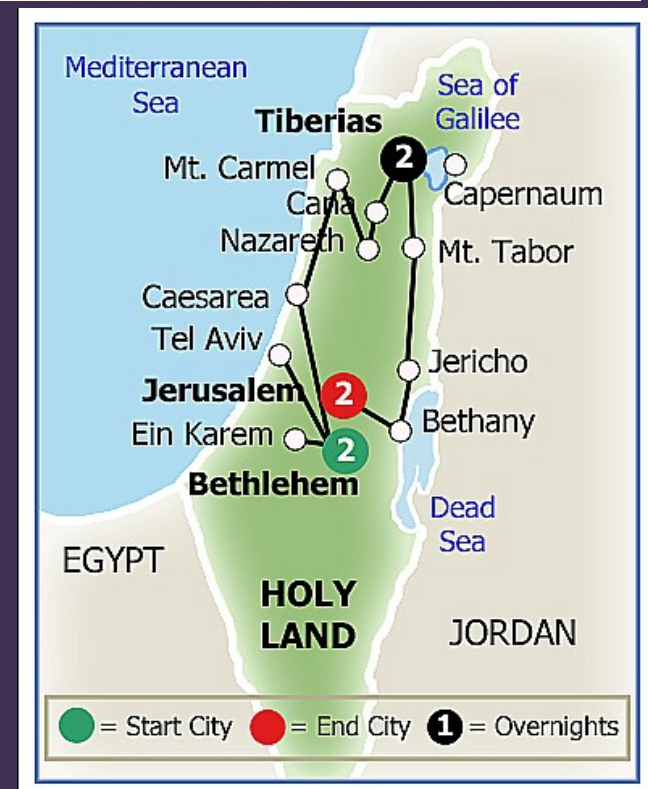 Mediterranean
Sea
Sea of
Galilee
Tiberias
2
Mt. Carmel
Capernaum
Cana
Nazareth
Mt. Tabor
Caesarea
Tel Aviv
Jericho
Jerusalem
2
Bethany
Ein Karem
2
Bethlehem
Dead
Sea
EGYPT
HOLY
LAND
JORDAN
= Start City
= End City
1 = Overnights